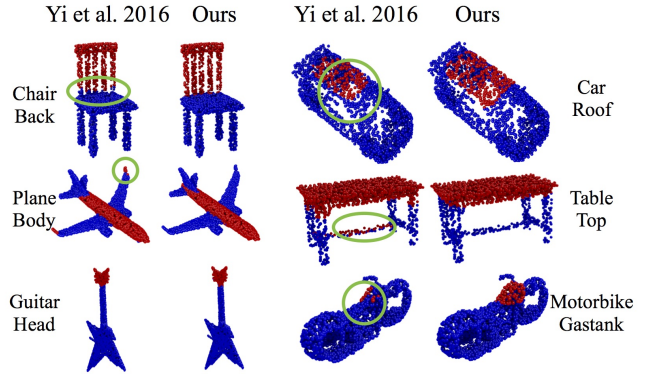 Yi et al. 2016 Ours Yi et al. 2016 Ours
Chair
Back
Car
Roof
Plane
Body
Table
Top
Guitar
Head
Motorbike
Gastank